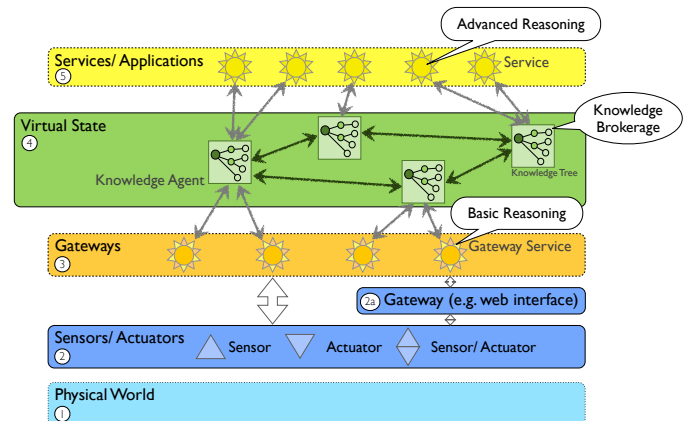 Advanced Reasoning
Services/ Applications
Service
5
Knowledge
Brokerage
Virtual State
4
Knowledge Agent
Knowledge Tree
Basic Reasoning
Gateways
Gateway Service
3
2a Gateway (e.g. web interface)
Sensors/ Actuators
2
Sensor
Actuator
Sensor/ Actuator
Physical World
1